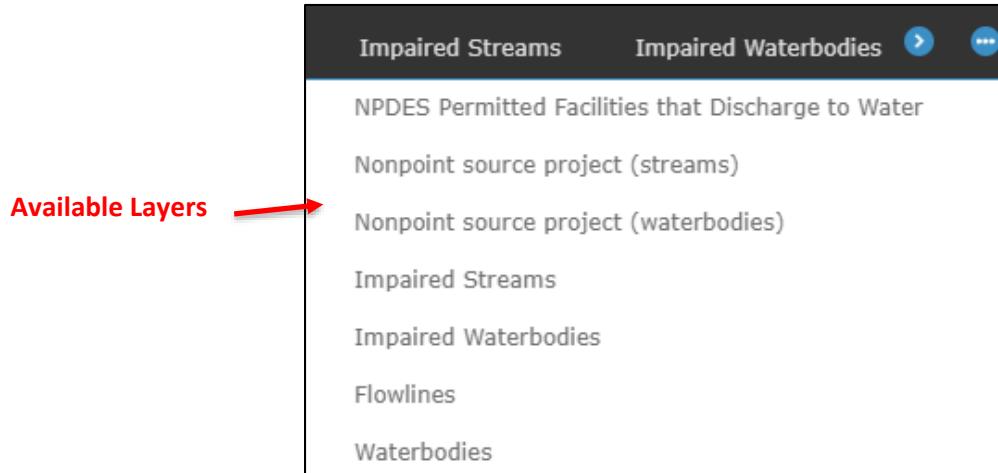 Impaired Streams Impaired Waterbodies
NPDES Permitted Facilities that Discharge to Water
Nonpoint source project (streams)
Available Layers
Nonpoint source project (waterbodies)
Impaired Streams
Impaired Waterbodies
Flowlines
Waterbodies